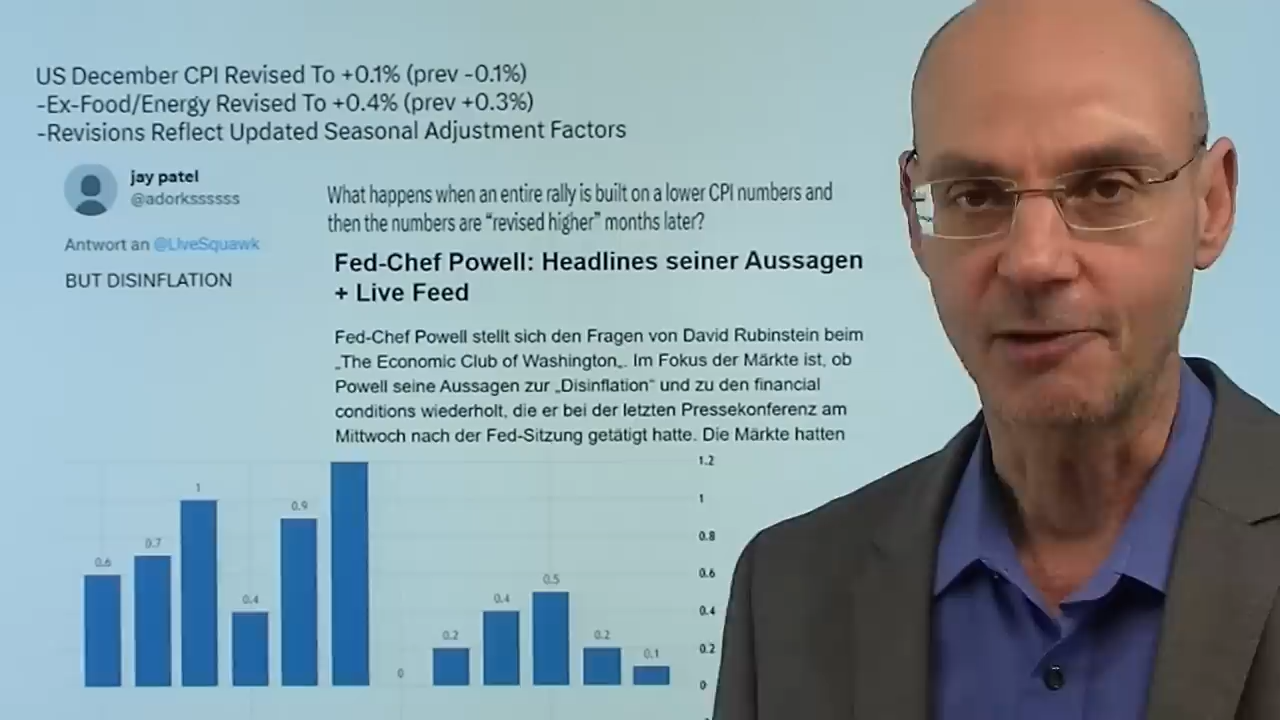 US December CPI Revised To +0.1% (prev -0.1%)
-Ex-Food/Energy Revised To +0.4% (prev +0.3%)
-Revisions Reflect Updated Seasonal Adjustment Factors
jay patel
@adorkssssss
Antwort an @LiveSquawk
BUT DISINFLATION
What happens when an entire rally is built on a lower CPI numbers and
then the numbers are “revised higher” months later?
Fed-Chef Powell: Headlines seiner Aussagen
+ Live Feed
Fed-Chef Powell stellt sich den Fragen von David Rubinstein beim
„The Economic Club of Washington„. Im Fokus der Märkte ist, ob
Powell seine Aussagen zur „Disinflation“ und zu den financial
conditions wiederholt, die er bei der letzten Pressekonferenz am
Mittwoch nach der Fed-Sitzung getätigt hatte. Die Märkte hatten
0.6
0.7
1
0.4
0.9
0
0.2
0.4
0.5
0.2
0.1
1.2
1
0.8
0.6
0.4
0.2
0